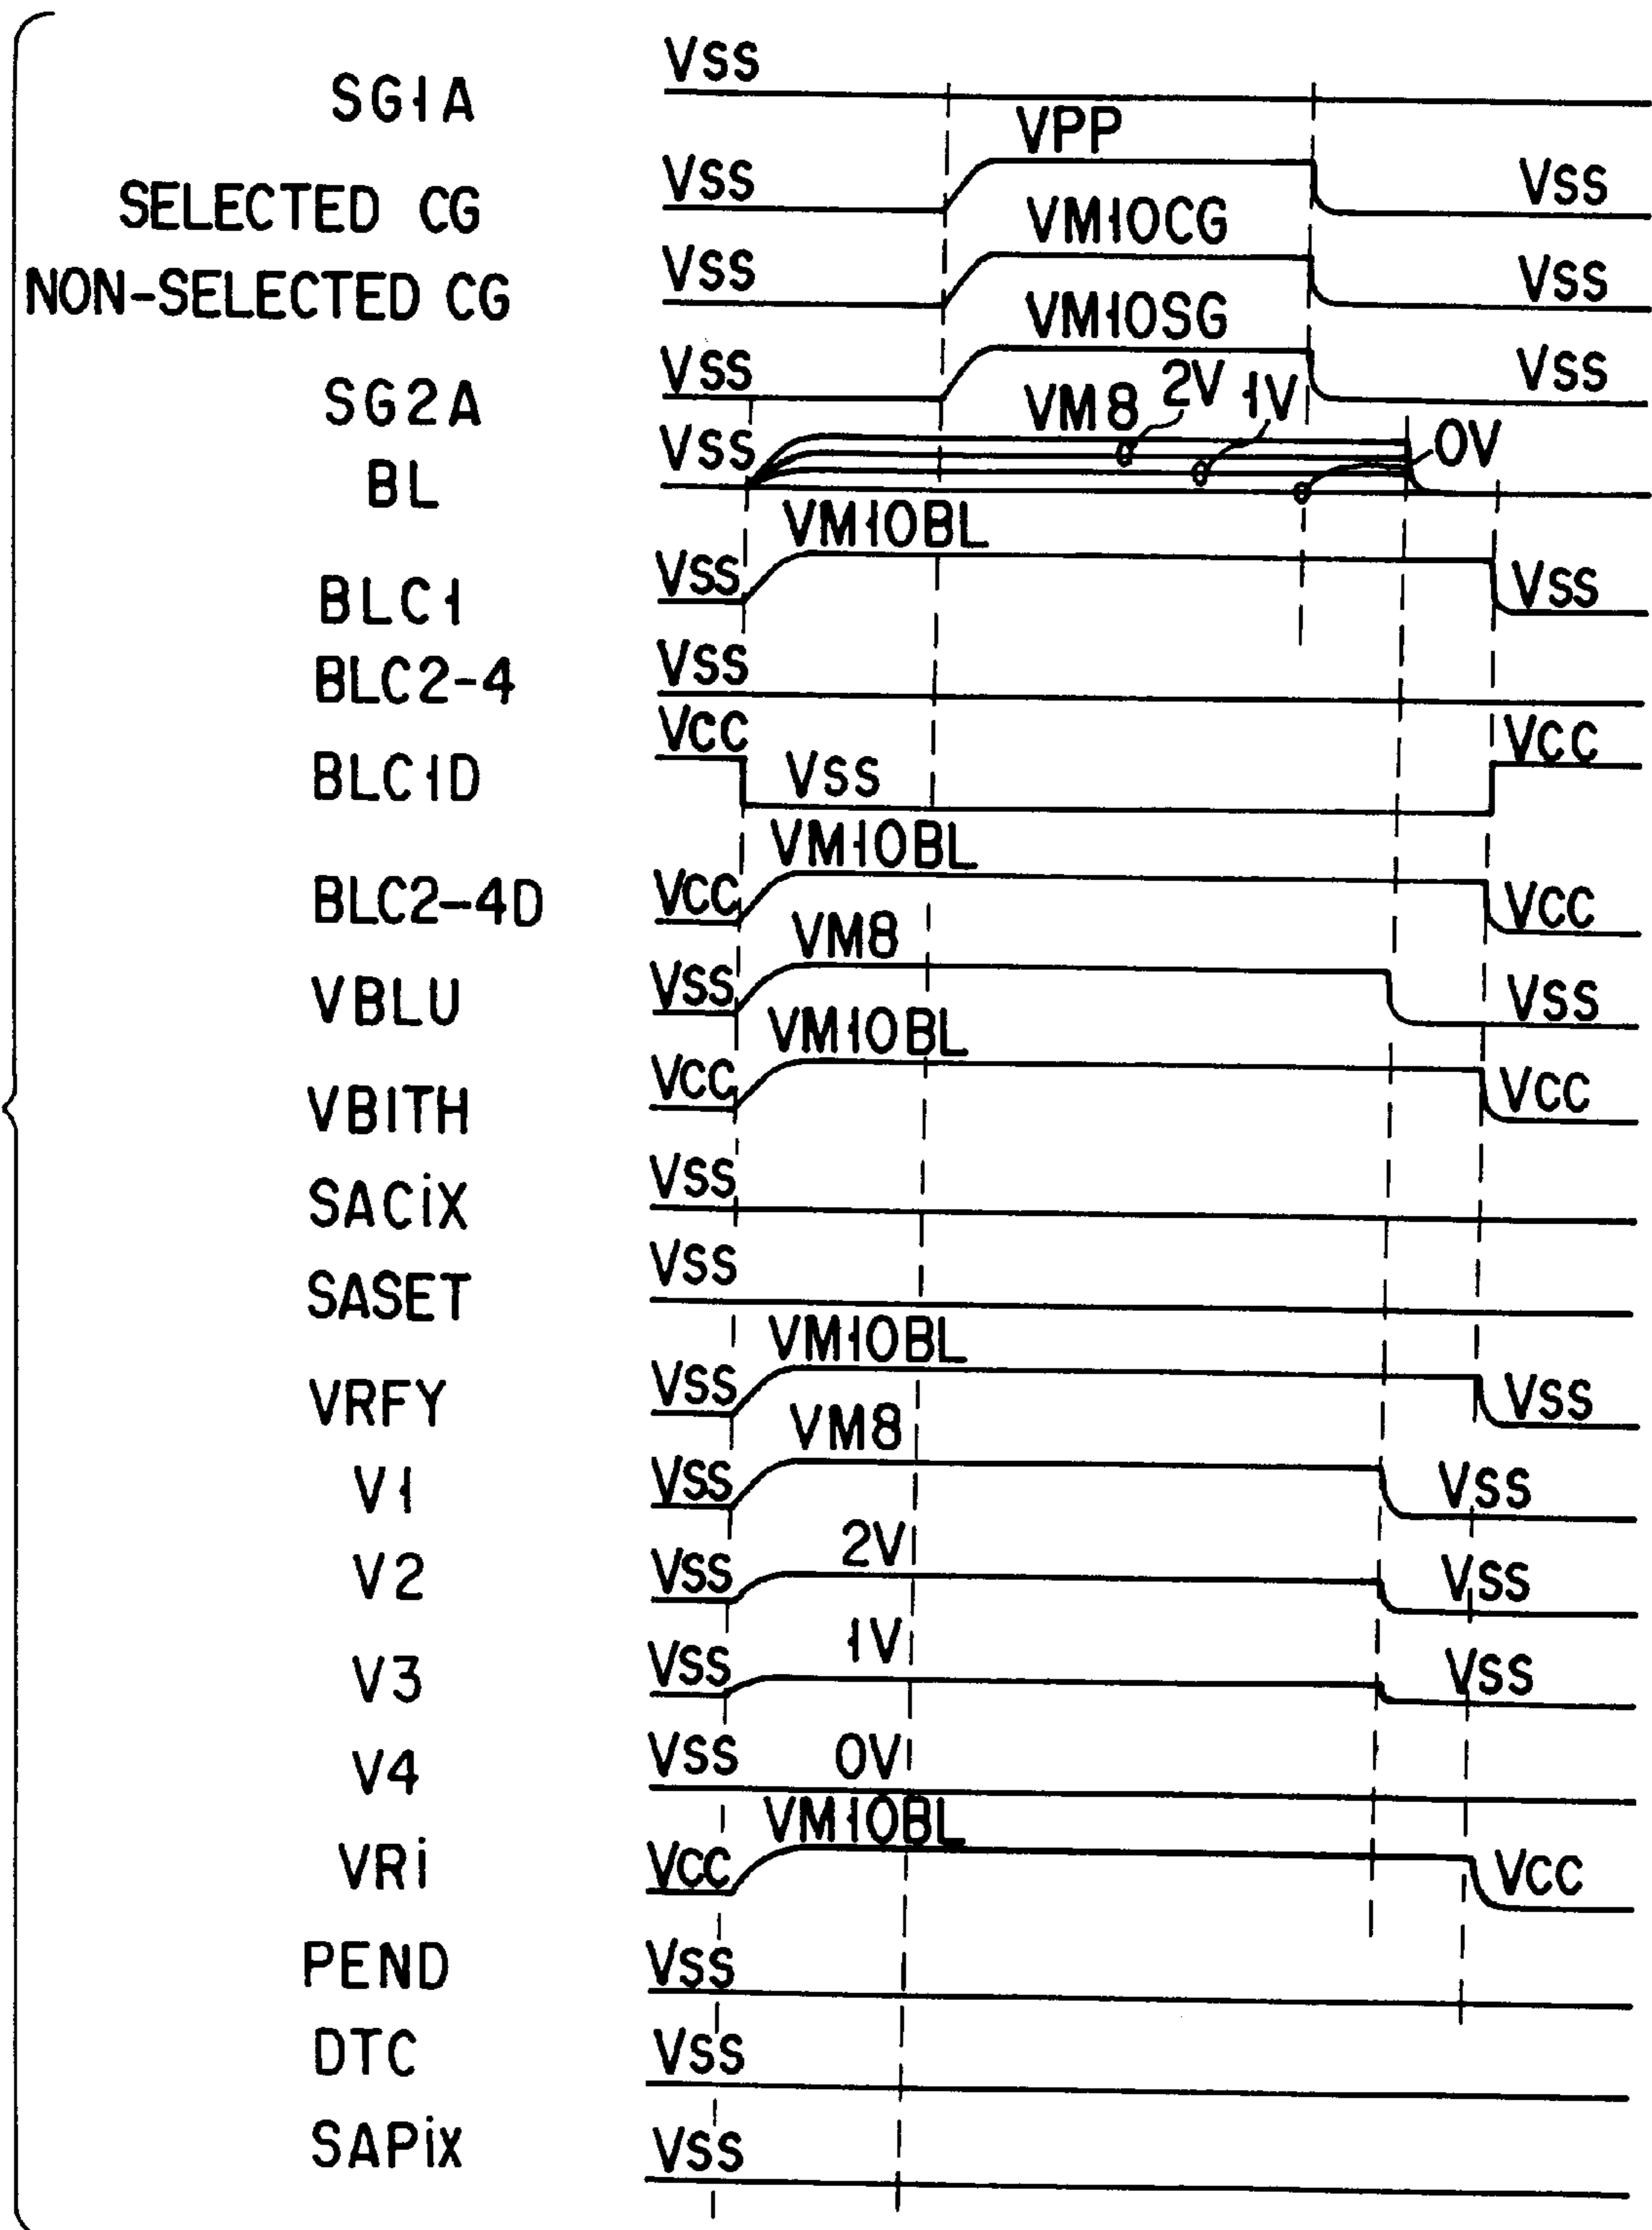 VSS
SG1A
VPP
VSS VSS
SELECTED CG
VM10CG
VSS VSS
NON-SELECTED CG
VM10SG
VSS VSS
SG2A
VM8 2V 1V
VSS 0V
BL
VM10BL
VSS VSS
BLC1
VSS
BLC2-4
VCC VCC
BLC1D VSS
VM10BL
BLC2-4D VCC VCC
VM8
VBLU VSS VSS
VM10BL
VBITH VCC VCC
VSS
SACiX
VSS
SASET
VM10BL
VRFY VSS VSS
VM8
V1 VSS VSS
2V
V2 VSS VSS
1V
V3 VSS VSS
V4 VSS 0V
VM10BL
VRi VCC VCC
PEND VSS
DTC VSS
SAPiX VSS